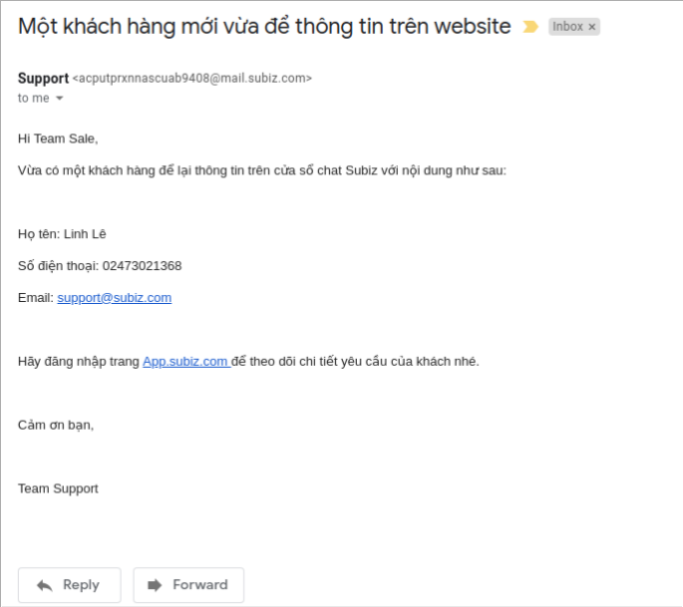 Một khách hàng mới vừa để thông tin trên website Inbox x
Support <acputprxnnascuab9408@mail.subiz.com>
to me
Hi Team Sale,
Vừa có một khách hàng để lại thông tin trên cửa sổ chat Subiz với nội dung như sau:
Họ tên: Linh Lê
Số điện thoại: 02473021368
Email: support@subiz.com
Hãy đăng nhập trang App.subiz.com để theo dõi chi tiết yêu cầu của khách nhé.
Cảm ơn bạn,
Team Support
Reply Forward